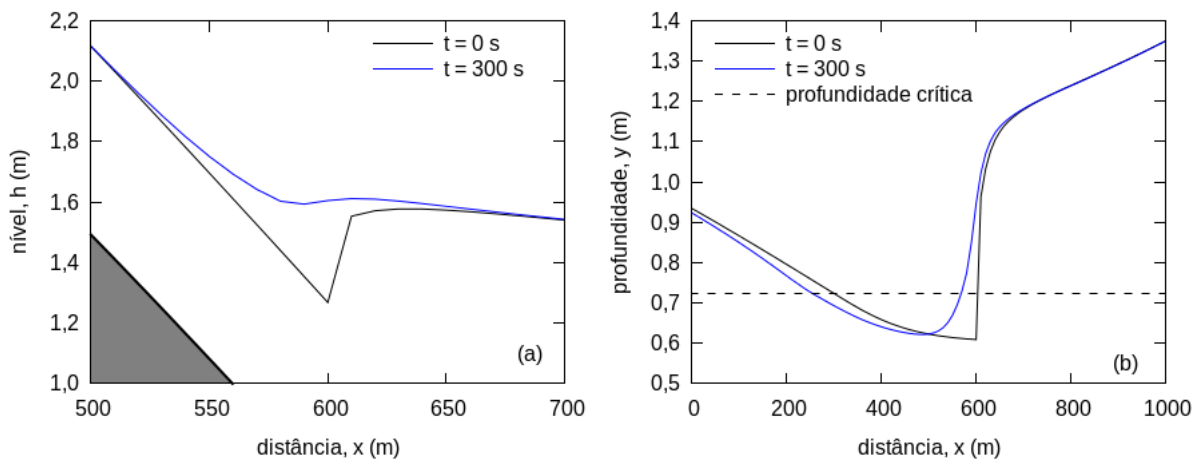 2,2
2,0
1,8
1,6
1,4
1,2
1,0
nível, h (m)
t = 0 s
t = 300 s
(a)
500
550
600
650
700
distância, x (m)
1,4
1,3
1,2
1,1
1,0
0,9
0,8
0,7
0,6
0,5
profundidade, y (m)
t = 0 s
t = 300 s
profundidade crítica
(b)
0
200
400
600
800
1000
distância, x (m)